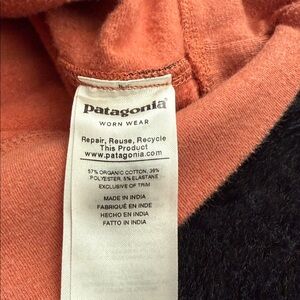 patagonia
WORN WEAR
Repair, Reuse, Recycle
This Product
www.patagonia.com
57% ORGANIC COTTON, 38%
POLYESTER, 5% ELASTANE
EXCLUSIVE OF TRIM
MADE IN INDIA
FABRIQUÉ EN INDE
HECHO EN INDIA
FATTO IN INDIA